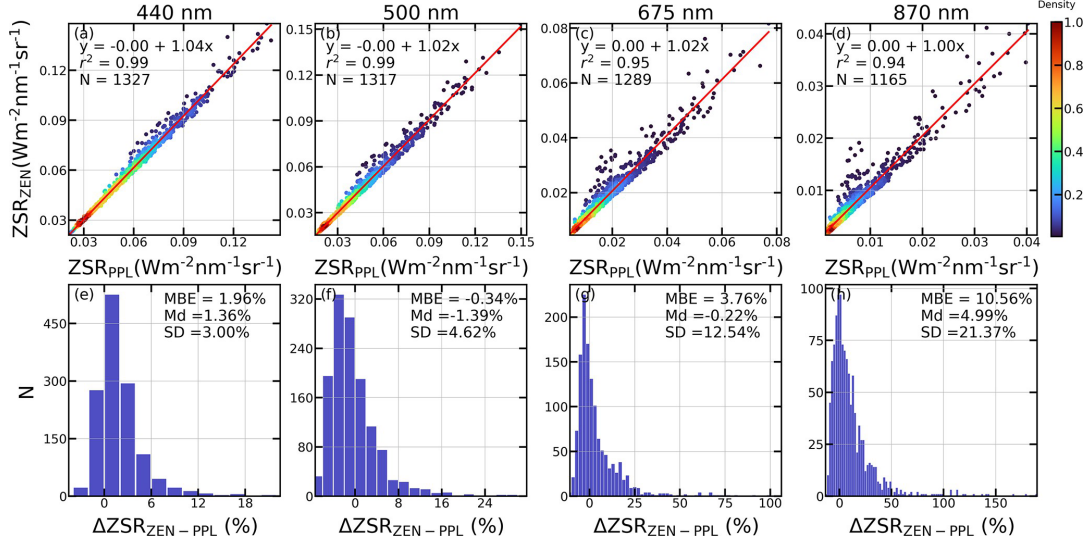 Density
440 nm
500 nm
675 nm
870 nm
(a)
y = -0.00 + 1.04x
r² = 0.99
N = 1327
(b)
y = -0.00 + 1.02x
r² = 0.99
N = 1317
(c)
y = 0.00 + 1.02x
r² = 0.95
N = 1289
(d)
y = 0.00 + 1.00x
r² = 0.94
N = 1165
ZSR_ZEN(Wm⁻²nm⁻¹sr⁻¹)
0.12
0.09
0.06
0.03
0.15
0.12
0.09
0.06
0.03
0.08
0.06
0.04
0.02
0.04
0.03
0.02
0.01
1.0
0.8
0.6
0.4
0.2
0.03 0.06 0.09 0.12
0.03 0.06 0.09 0.12 0.15
0.02 0.04 0.06 0.08
0.01 0.02 0.03 0.04
ZSR_PPL(Wm⁻²nm⁻¹sr⁻¹)
ZSR_PPL(Wm⁻²nm⁻¹sr⁻¹)
ZSR_PPL(Wm⁻²nm⁻¹sr⁻¹)
ZSR_PPL(Wm⁻²nm⁻¹sr⁻¹)
(e)
MBE = 1.96%
Md =1.36%
SD =3.00%
(f)
MBE = -0.34%
Md =-1.39%
SD =4.62%
(g)
MBE = 3.76%
Md =-0.22%
SD =12.54%
(h)
MBE = 10.56%
Md =4.99%
SD =21.37%
N
450
300
150
0
320
240
160
80
0
200
150
100
50
0
100
75
50
25
0
0 6 12 18
0 8 16 24
0 25 50 75 100
0 50 100 150
ΔZSR_ZEN−PPL (%)
ΔZSR_ZEN−PPL (%)
ΔZSR_ZEN−PPL (%)
ΔZSR_ZEN−PPL (%)